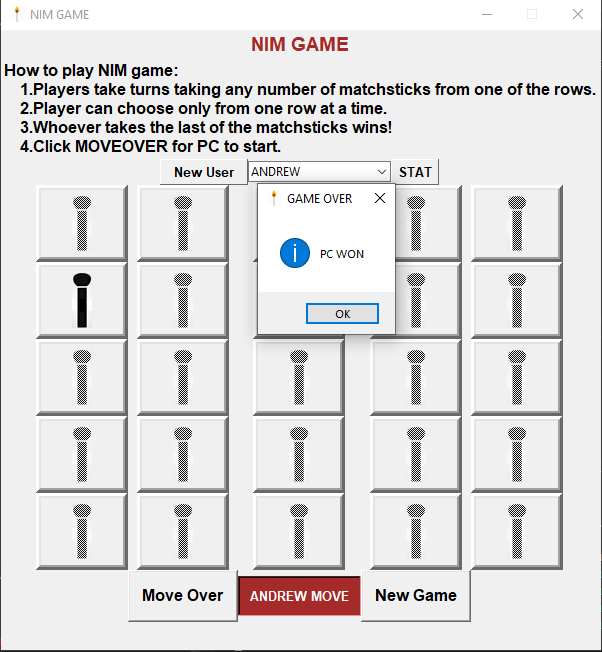 NIM GAME
NIM GAME
How to play NIM game:
1.Players take turns taking any number of matchsticks from one of the rows.
2.Player can choose only from one row at a time.
3.Whoever takes the last of the matchsticks wins!
4.Click MOVEOVER for PC to start.
New User ANDREW STAT
GAME OVER
PC WON
OK
Move Over ANDREW MOVE New Game